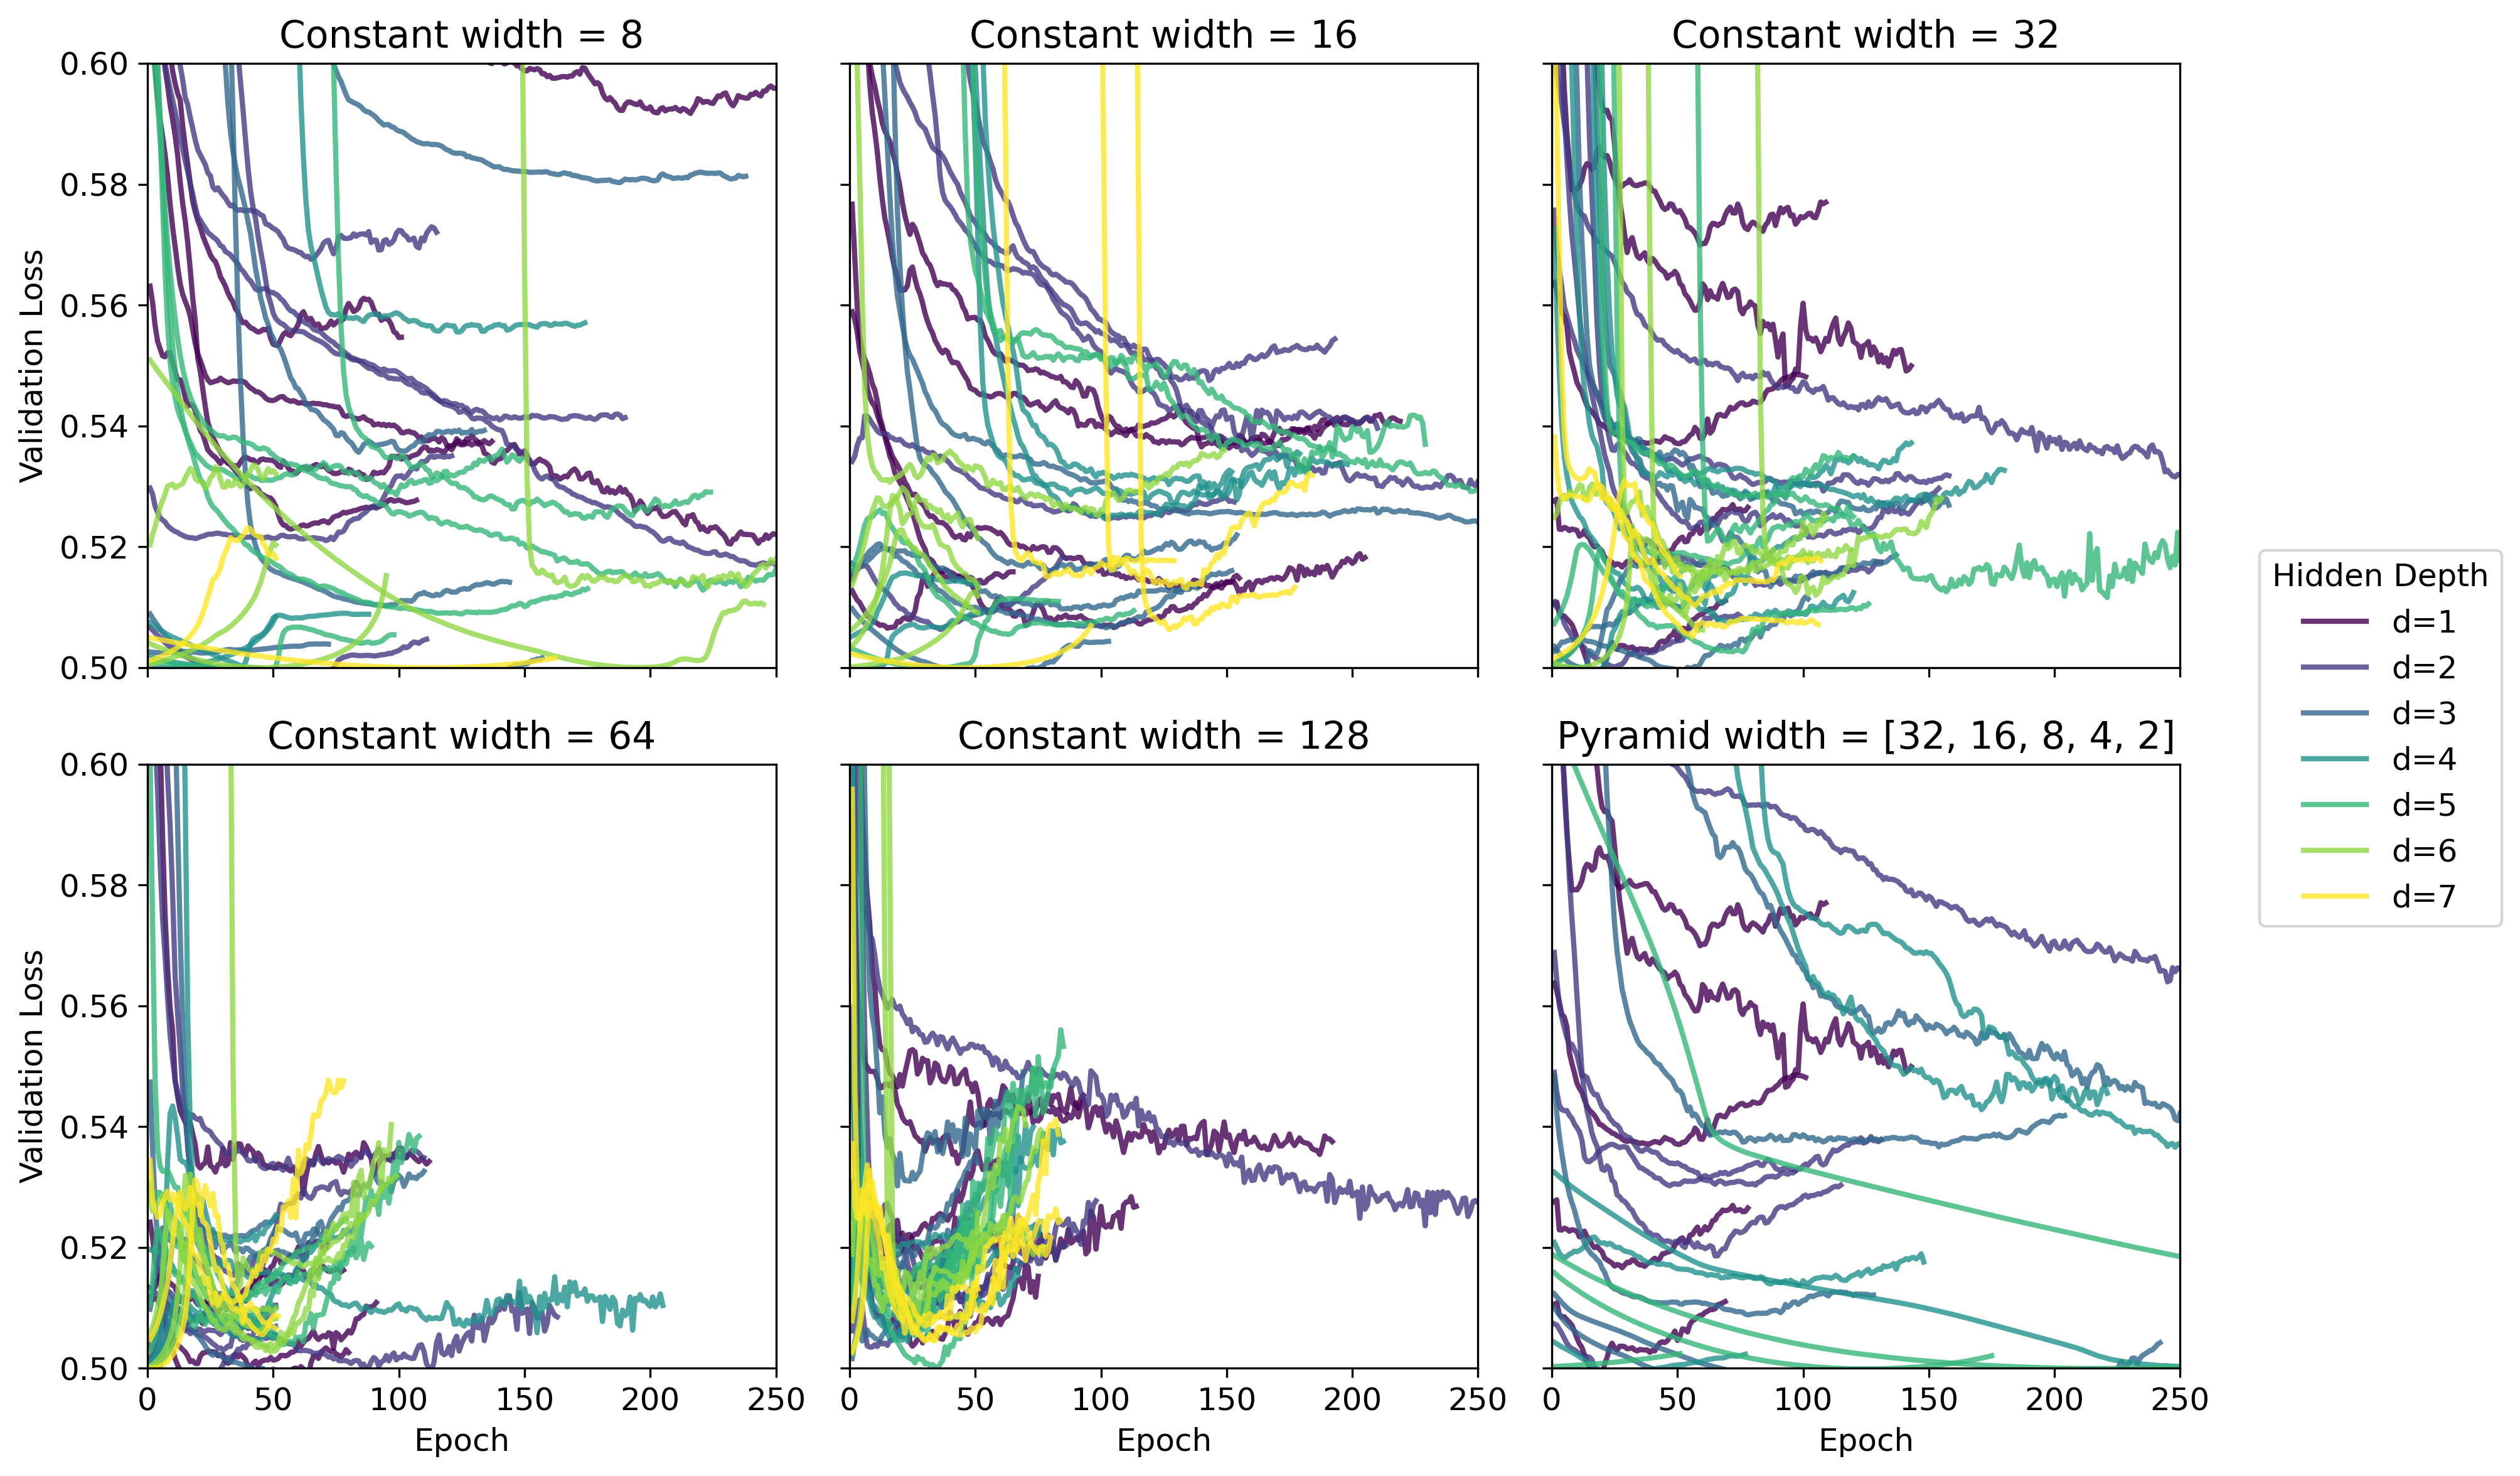 Constant width = 8
Constant width = 16
Constant width = 32
0.60
0.58
0.56
0.54
0.52
0.50
Validation Loss
Hidden Depth
d=1
d=2
d=3
d=4
d=5
d=6
d=7
Constant width = 64
Constant width = 128
Pyramid width = [32, 16, 8, 4, 2]
0.60
0.58
0.56
0.54
0.52
0.50
Validation Loss
0 50 100 150 200 250
0 50 100 150 200 250
0 50 100 150 200 250
Epoch
Epoch
Epoch